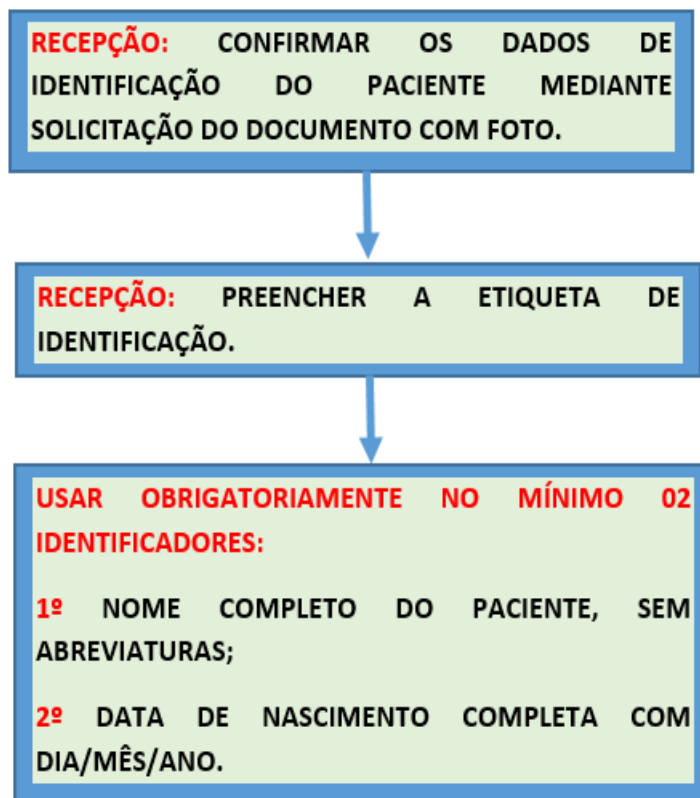 RECEPÇÃO: CONFIRMAR OS DADOS DE
IDENTIFICAÇÃO DO PACIENTE MEDIANTE
SOLICITAÇÃO DO DOCUMENTO COM FOTO.
RECEPÇÃO: PREENCHER A ETIQUETA DE
IDENTIFICAÇÃO.
USAR OBRIGATORIAMENTE NO MÍNIMO 02
IDENTIFICADORES:
1º NOME COMPLETO DO PACIENTE, SEM
ABREVIATURAS;
2º DATA DE NASCIMENTO COMPLETA COM
DIA/MÊS/ANO.